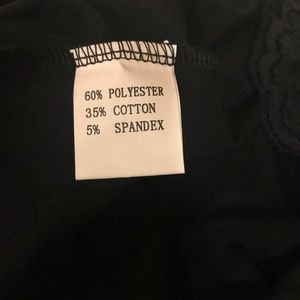 60% POLYESTER
35% COTTON
5% SPANDEX